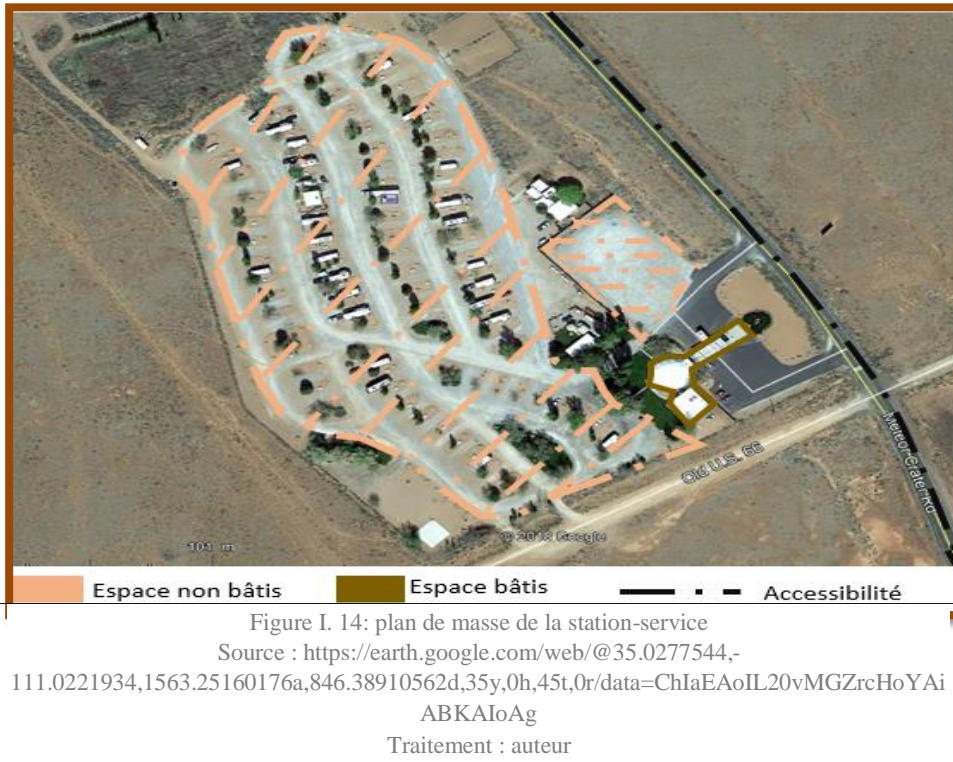 Meteor Crater Rd
Old U.S. 66
101 m
© 2018 Google
Espace non bâtis
Espace bâtis
Accessibilité
Figure I. 14: plan de masse de la station-service
Source : https://earth.google.com/web/@35.0277544,-
111.0221934,1563.25160176a,846.38910562d,35y,0h,45t,0r/data=ChIaEAoIL20vMGZrcHoYAi
ABKAIoAg
Traitement : auteur